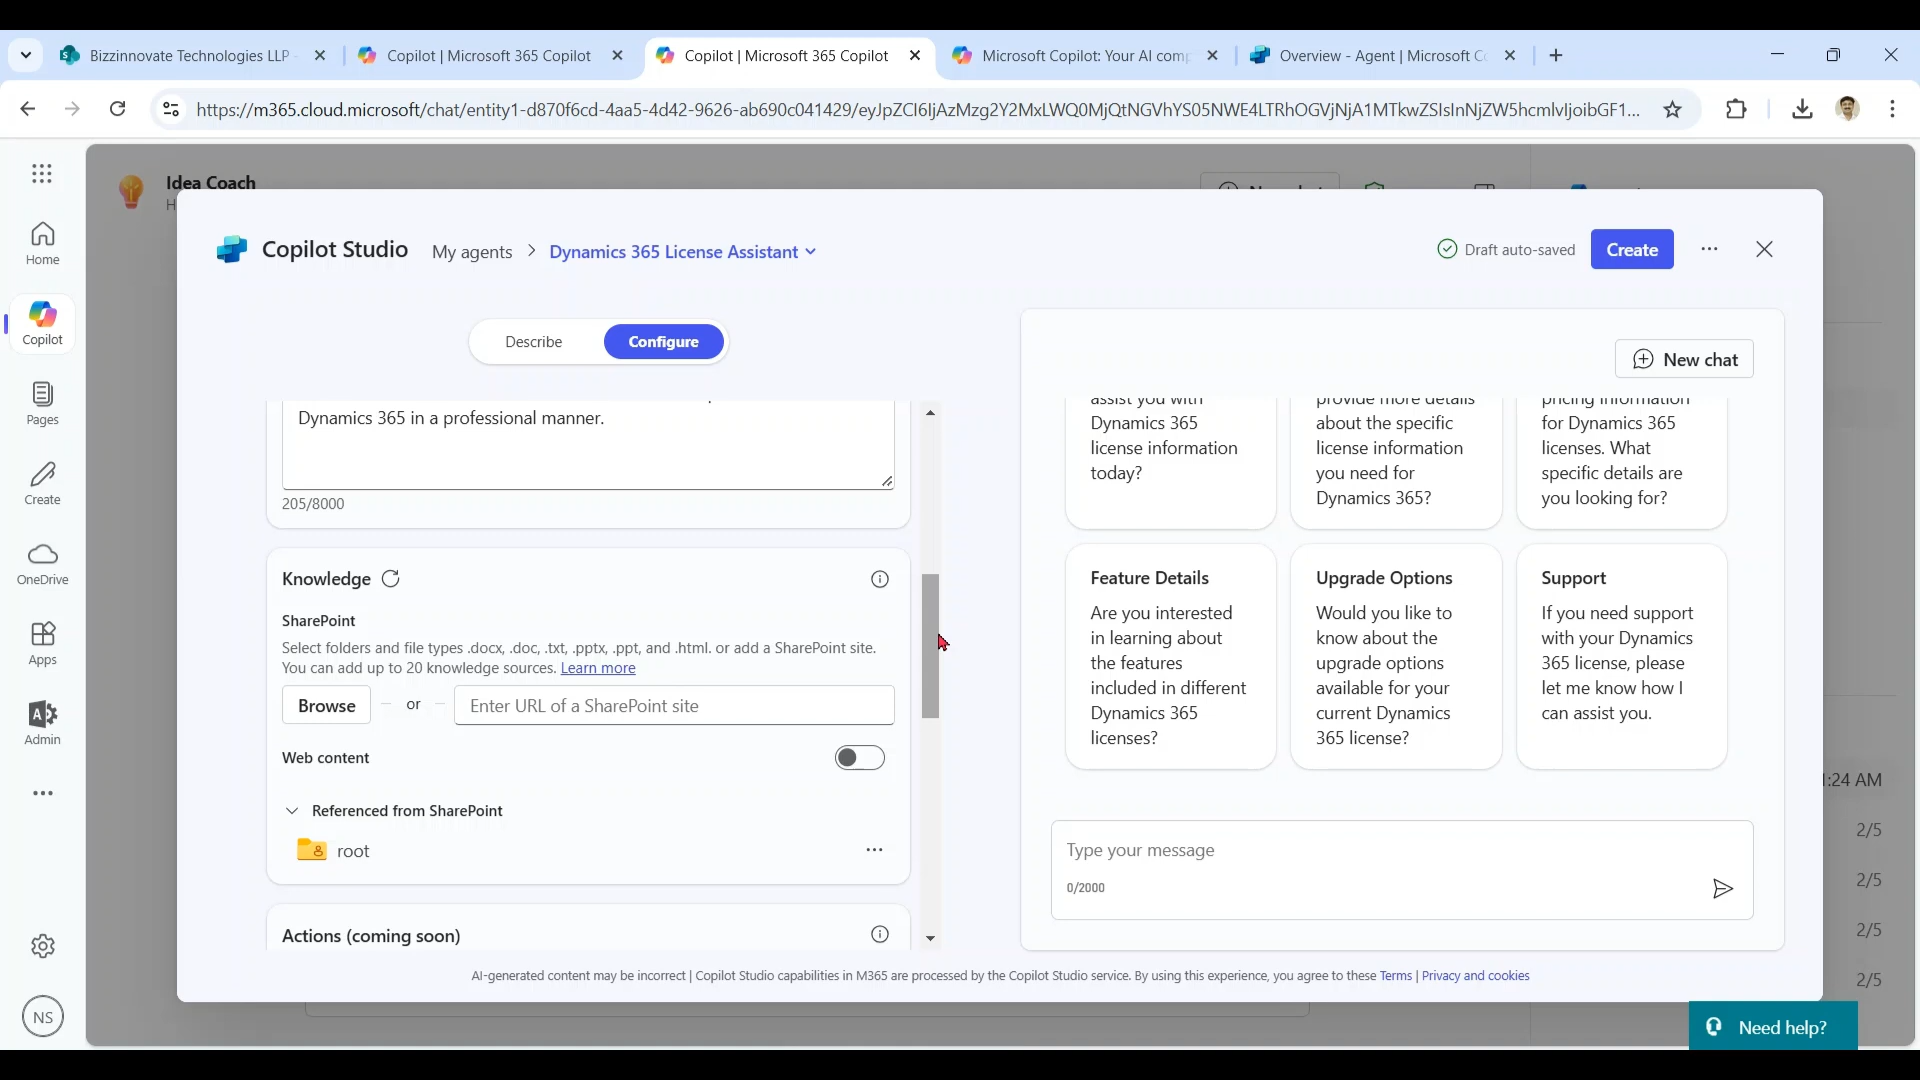 Bizzinnovate Technologies LLP -
Copilot | Microsoft 365 Copilot
Copilot | Microsoft 365 Copilot
Microsoft Copilot: Your AI comp
Overview - Agent | Microsoft Co
https://m365.cloud.microsoft/chat/entity1-d870f6cd-4aa5-4d42-9626-ab690c041429/eyJpZCI6IjAzMzg2Y2MxLWQ0MjQtNGVhYS05NWE4LTRhOGVjNjA1MTkwZSIsInNjZW5hcmlvIjoibGF1...
Home
Copilot
Pages
Create
OneDrive
Apps
Admin
NS
Idea Coach
Copilot Studio
My agents > Dynamics 365 License Assistant
Draft auto-saved
Create
Describe
Configure
Dynamics 365 in a professional manner.
205/8000
Knowledge
SharePoint
Select folders and file types .docx, .doc, .txt, .pptx, .ppt, and .html. or add a SharePoint site.
You can add up to 20 knowledge sources. Learn more
Browse
or
Enter URL of a SharePoint site
Web content
Referenced from SharePoint
root
Actions (coming soon)
New chat
assist you with
Dynamics 365
license information
today?
provide more details
about the specific
license information
you need for
Dynamics 365?
pricing information
for Dynamics 365
licenses. What
specific details are
you looking for?
Feature Details
Are you interested
in learning about
the features
included in different
Dynamics 365
licenses?
Upgrade Options
Would you like to
know about the
upgrade options
available for your
current Dynamics
365 license?
Support
If you need support
with your Dynamics
365 license, please
let me know how I
can assist you.
Type your message
0/2000
AI-generated content may be incorrect | Copilot Studio capabilities in M365 are processed by the Copilot Studio service. By using this experience, you agree to these Terms | Privacy and cookies
1:24 AM
2/5
2/5
2/5
2/5
Need help?